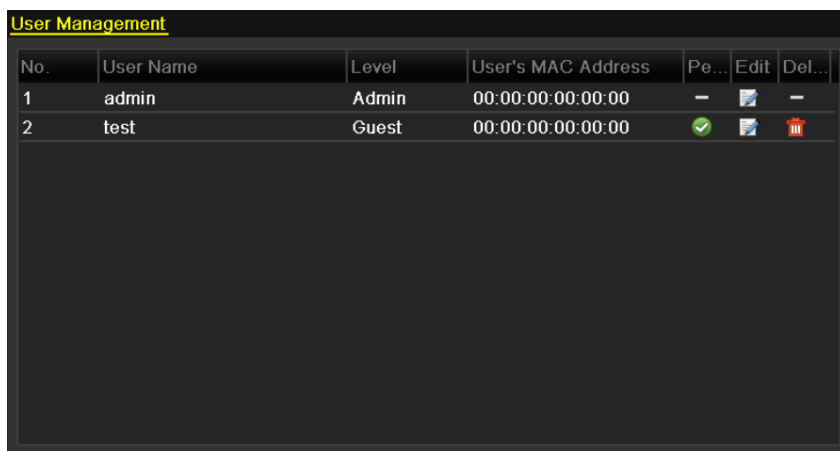 User Management
No. User Name Level User's MAC Address Pe... Edit Del...
1 admin Admin 00:00:00:00:00:00 –
2 test Guest 00:00:00:00:00:00